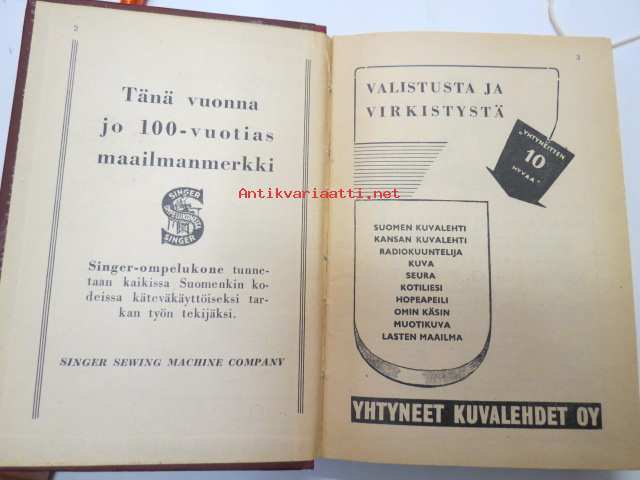 2
Tänä vuonna
jo 100-vuotias
maailmanmerkki
SINGER
OMPELUKONEITA
SINGER
Singer-ompelukone tunne-
taan kaikissa Suomenkin ko-
deissa käteväkäyttöiseksi tar-
kan työn tekijäksi.
SINGER SEWING MACHINE COMPANY
Antikvariaatti.net
3
VALISTUSTA JA
VIRKISTYSTÄ
"YHTYNEITTEN
10
HYVÄÄ"
SUOMEN KUVALEHTI
KANSAN KUVALEHTI
RADIOKUUNTELIJA
KUVA
SEURA
KOTILIESI
HOPEAPEILI
OMIN KÄSIN
MUOTIKUVA
LASTEN MAAILMA
YHTYNEET KUVALEHDET OY